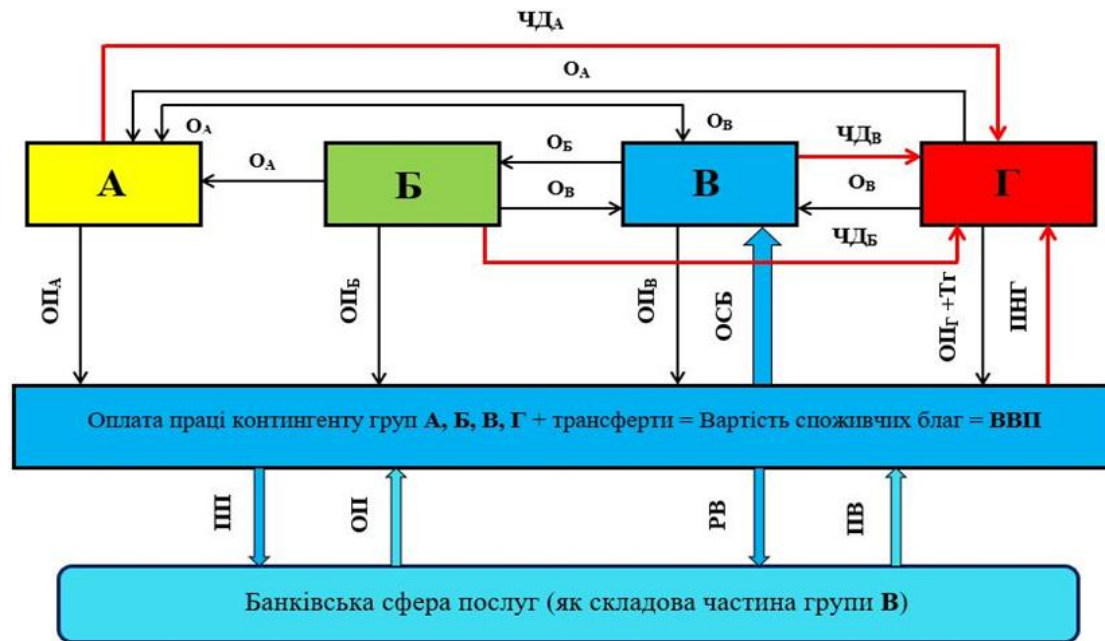 ЧДА
ОА
ОА
ОВ
ОА
ОБ
ОВ
ЧДВ
ОВ
А
Б
В
Г
ЧДБ
ОПА
ОПБ
ОПВ
ОСБ
ОПГ +Тг
ПНГ
Оплата праці контингенту груп А, Б, В, Г + трансферти = Вартість споживчих благ = ВВП
ПП
ОП
РВ
ПВ
Банківська сфера послуг (як складова частина групи В)